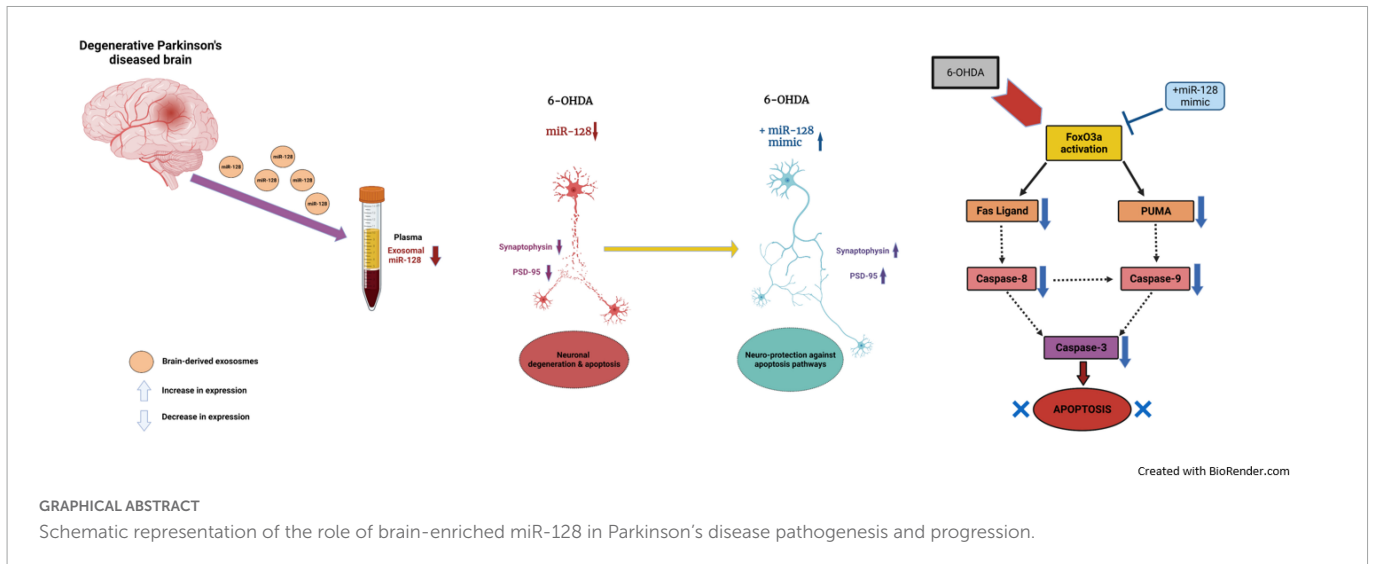 Degenerative Parkinson's
diseased brain
miR-128
miR-128
miR-128
miR-128
miR-128
Plasma
Exosomal
miR-128
Brain-derived exososmes
Increase in expression
Decrease in expression
6-OHDA
miR-128
Synaptophysin
PSD-95
Neuronal
degeneration & apoptosis
6-OHDA
+ miR-128
mimic
Synaptophysin
PSD-95
Neuro-protection against
apoptosis pathways
6-OHDA
+miR-128
mimic
FoxO3a
activation
Fas Ligand
PUMA
Caspase-8
Caspase-9
Caspase-3
APOPTOSIS
Created with BioRender.com
GRAPHICAL ABSTRACT
Schematic representation of the role of brain-enriched miR-128 in Parkinson's disease pathogenesis and progression.